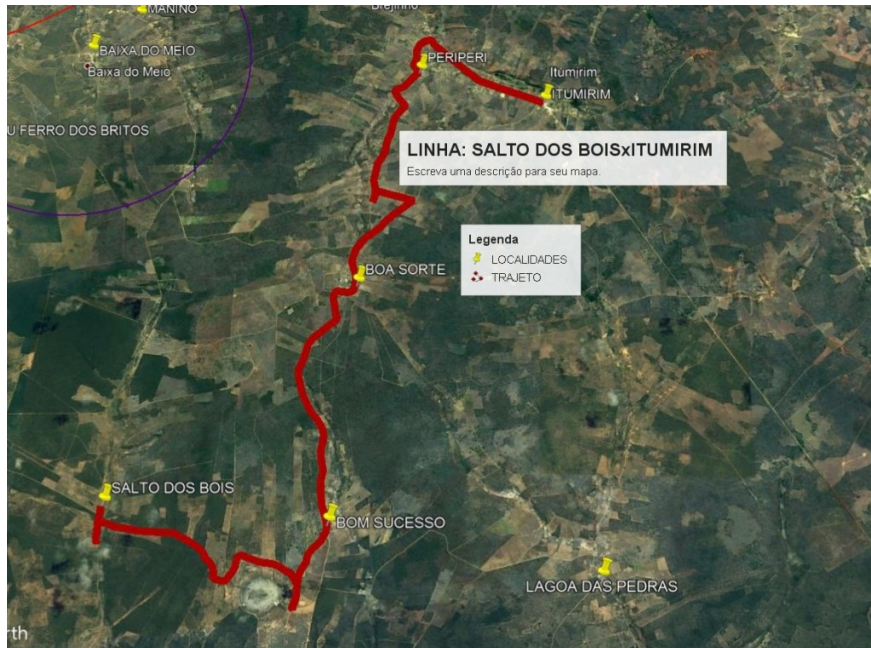 MANINO
Brejinho
BAIXA DO MEIO
Baixa do Meio
PERIPERI
Itumirim
ITUMIRIM
U FERRO DOS BRITOS
LINHA: SALTO DOS BOISxITUMIRIM
Escreva uma descrição para seu mapa.
Legenda
LOCALIDADES
TRAJETO
BOA SORTE
SALTO DOS BOIS
BOM SUCESSO
LAGOA DAS PEDRAS
rth